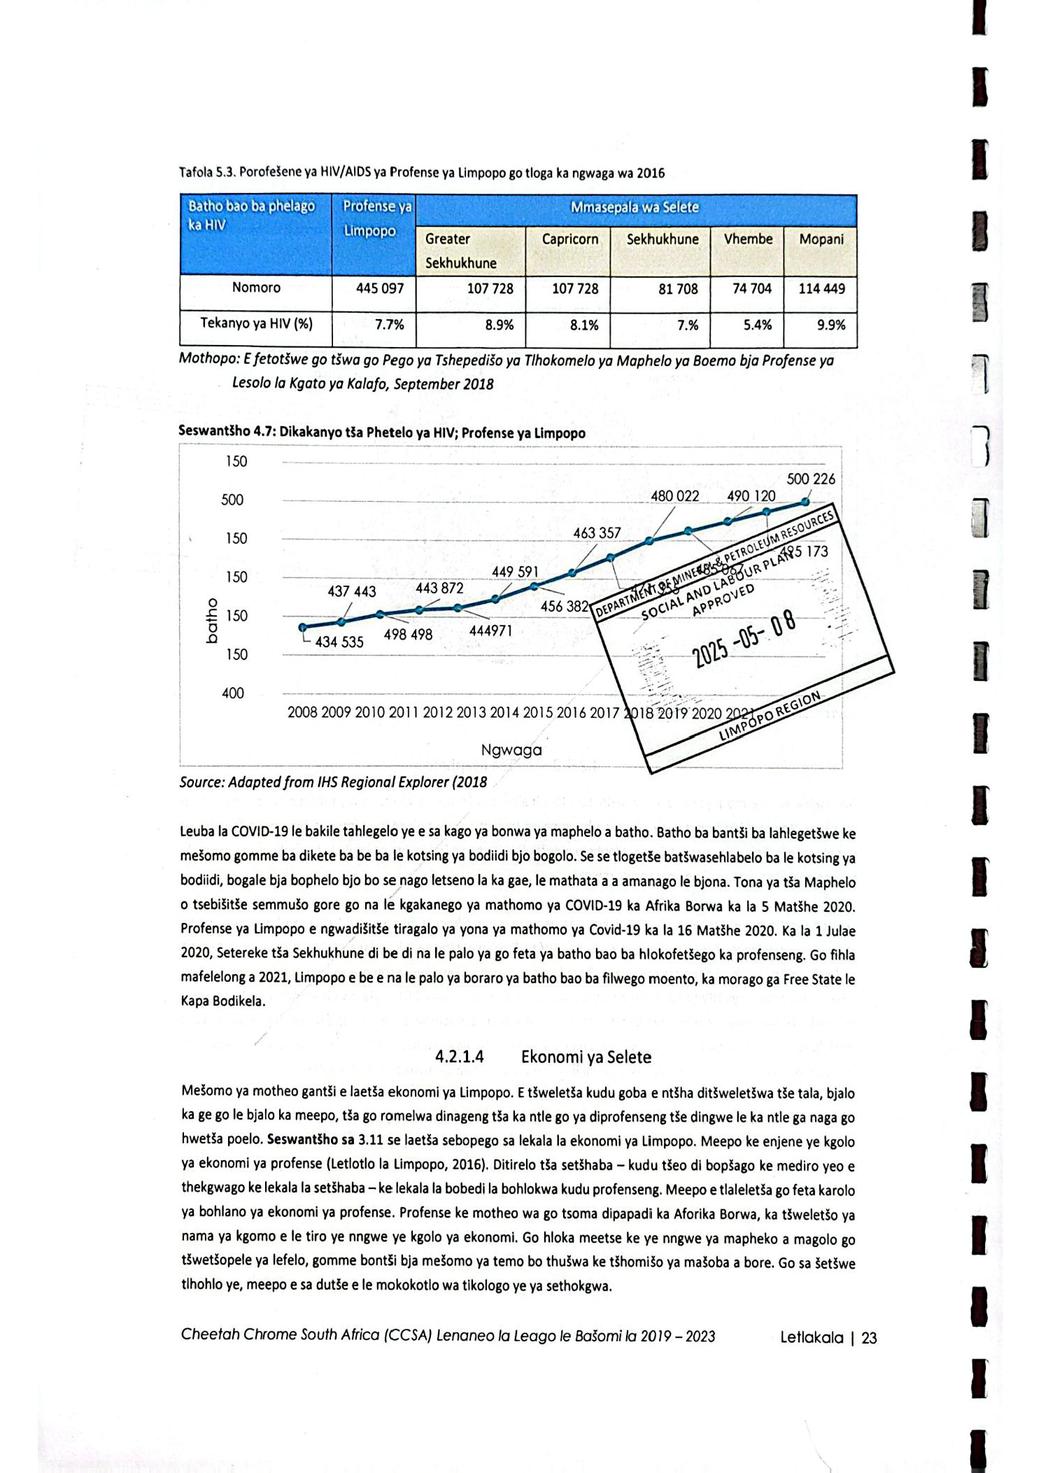 Tafola 5.3. Porofešene ya HIV/AIDS ya Profense ya Limpopo go tloga ka ngwaga wa 2016
Batho bao ba phelago ka HIV
Profense ya Limpopo
Mmasepala wa Selete
Greater Sekhukhune
Capricorn
Sekhukhune
Vhembe
Mopani
Nomoro 445 097 107 728 107 728 81 708 74 704 114 449
Tekanyo ya HIV (%) 7.7% 8.9% 8.1% 7.% 5.4% 9.9%
Mothopo: E fetotšwe go tšwa go Pego ya Tshepedišo ya Tlhokomelo ya Maphelo ya Boemo bja Profense ya
Lesolo la Kgato ya Kalafo, September 2018
Seswantšho 4.7: Dikakanyo tša Phetelo ya HIV; Profense ya Limpopo
150
500
150
150
150
150
400
batho
434 535
437 443
498 498
443 872
444971
449 591
456 382
463 357
480 022
490 120
495 173
500 226
2008 2009 2010 2011 2012 2013 2014 2015 2016 2017 2018 2019 2020
Ngwaga
DEPARTMENT OF MINERAL & PETROLEUM RESOURCES
SOCIAL AND LABOUR PLAN
APPROVED
2025 -05- 08
LIMPOPO REGION
Source: Adapted from IHS Regional Explorer (2018
Leuba la COVID-19 le bakile tahlegelo ye e sa kago ya bonwa ya maphelo a batho. Batho ba bantši ba lahlegetšwe ke
mešomo gomme ba dikete ba be ba le kotsing ya bodiidi bjo bogolo. Se se tlogetše batšwasehlabelo ba le kotsing ya
bodiidi, bogale bja bophelo bjo bo se nago letseno la ka gae, le mathata a a amanago le bjona. Tona ya tša Maphelo
o tsebišitše semmušo gore go na le kgakanego ya mathomo ya COVID-19 ka Afrika Borwa ka la 5 Matšhe 2020.
Profense ya Limpopo e ngwadišitše tiragalo ya yona ya mathomo ya Covid-19 ka la 16 Matšhe 2020. Ka la 1 Julae
2020, Setereke tša Sekhukhune di be di na le palo ya go feta ya batho bao ba hlokofetšego ka profenseng. Go fihla
mafelelong a 2021, Limpopo e be e na le palo ya boraro ya batho bao ba filwego moento, ka morago ga Free State le
Kapa Bodikela.
4.2.1.4 Ekonomi ya Selete
Mešomo ya motheo gantši e laetša ekonomi ya Limpopo. E tšweletša kudu goba e ntšha ditšweletšwa tše tala, bjalo
ka ge go le bjalo ka meepo, tša go romelwa dinageng tša ka ntle go ya diprofenseng tše dingwe le ka ntle ga naga go
hwetša poelo. Seswantšho sa 3.11 se laetša sebopego sa lekala la ekonomi ya Limpopo. Meepo ke enjene ye kgolo
ya ekonomi ya profense (Letlotlo la Limpopo, 2016). Ditirelo tša setšhaba – kudu tšeo di bopšago ke mediro yeo e
thekgwago ke lekala la setšhaba – ke lekala la bobedi la bohlokwa kudu profenseng. Meepo e tlaleletša go feta karolo
ya bohlano ya ekonomi ya profense. Profense ke motheo wa go tsoma dipapadi ka Aforika Borwa, ka tšweletšo ya
nama ya kgomo e le tiro ye nngwe ye kgolo ya ekonomi. Go hloka meetse ke ye nngwe ya mapheko a magolo go
tšwetšopele ya lefelo, gomme bontši bja mešomo ya temo bo thušwa ke tšhomišo ya mašoba a bore. Go sa šetšwe
tlhohlo ye, meepo e sa dutše e le mokokotlo wa tikologo ye ya sethokgwa.
Cheetah Chrome South Africa (CCSA) Lenaneo la Leago le Bašomi la 2019 – 2023 Letlakala | 23